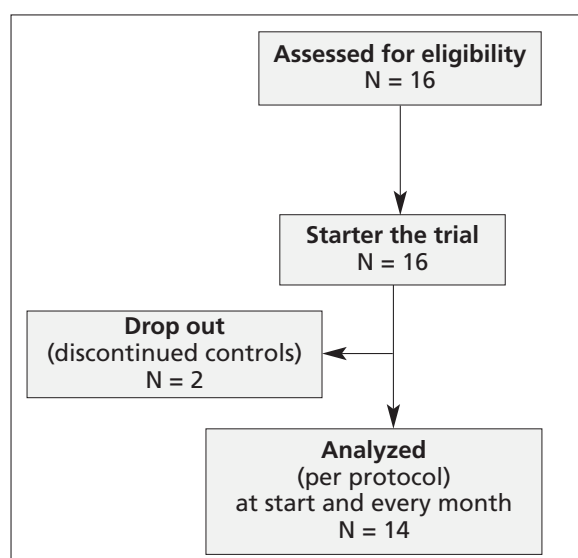 Assessed for eligibility
N = 16
Starter the trial
N = 16
Drop out
(discontinued controls)
N = 2
Analyzed
(per protocol)
at start and every month
N = 14